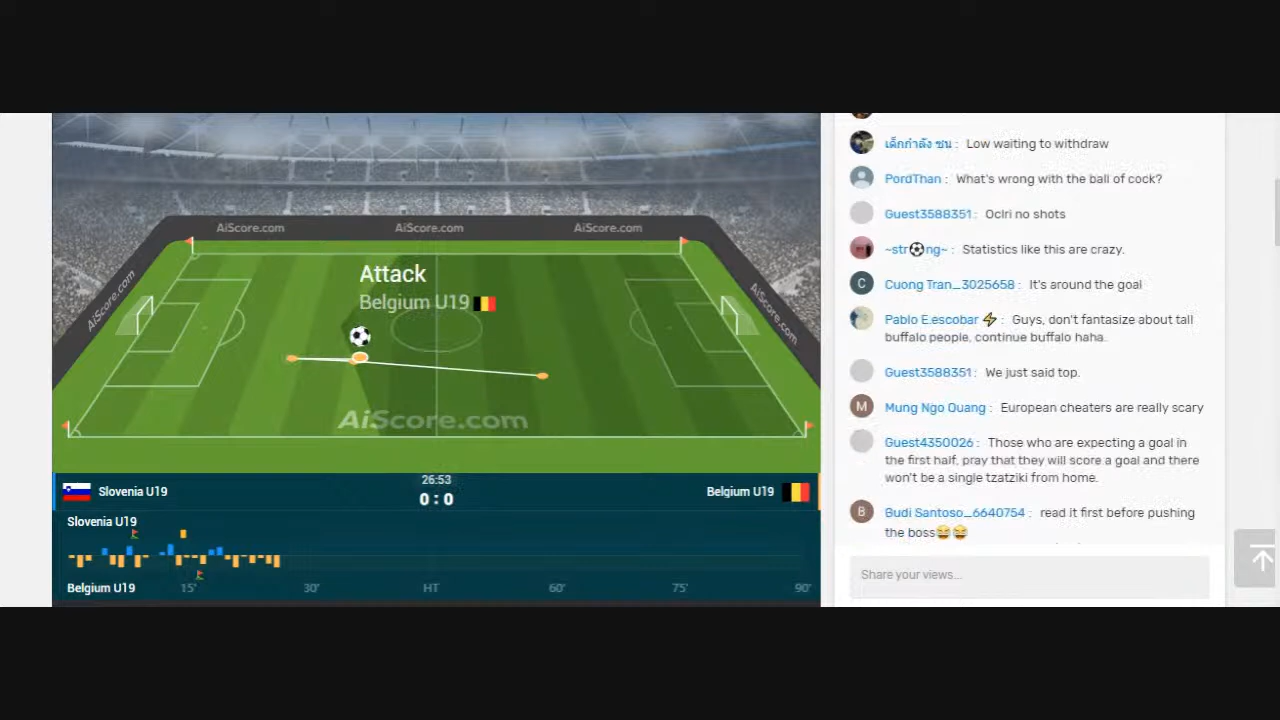 AiScore.com
AiScore.com
AiScore.com
AiScore.com
AiScore.com
Attack
Belgium U19
AiScore.com
Slovenia U19
26:53
0 : 0
Belgium U19
Slovenia U19
Belgium U19
15'
30'
HT
60'
75'
90'
เด็กกำลัง ซน : Low waiting to withdraw
PordThan : What's wrong with the ball of cock?
Guest3588351 : Oclri no shots
~str⚽ng~ : Statistics like this are crazy.
C
Cuong Tran_3025658 : It's around the goal
Pablo E.escobar ⚡ : Guys, don't fantasize about tall
buffalo people, continue buffalo haha.
Guest3588351 : We just said top.
M
Mung Ngo Quang : European cheaters are really scary
Guest4350026 : Those who are expecting a goal in
the first half, pray that they will score a goal and there
won't be a single tzatziki from home.
B
Budi Santoso_6640754 : read it first before pushing
the boss😂😂
Share your views...